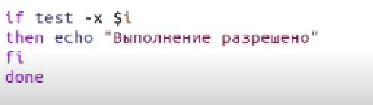 if test -x $i
then echo "Выполнение разрешено"
fi
done